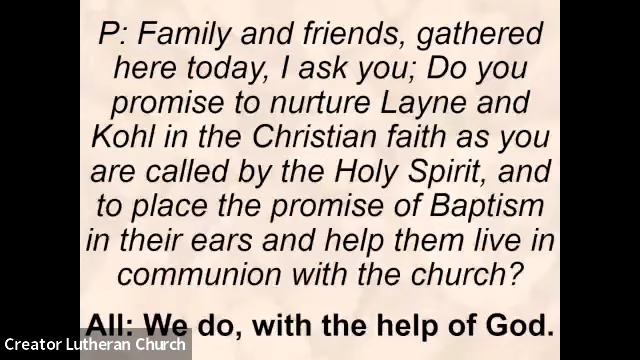 P: Family and friends, gathered
here today, I ask you; Do you
promise to nurture Layne and
Kohl in the Christian faith as you
are called by the Holy Spirit, and
to place the promise of Baptism
in their ears and help them live in
communion with the church?
All: We do, with the help of God.
Creator Lutheran Church